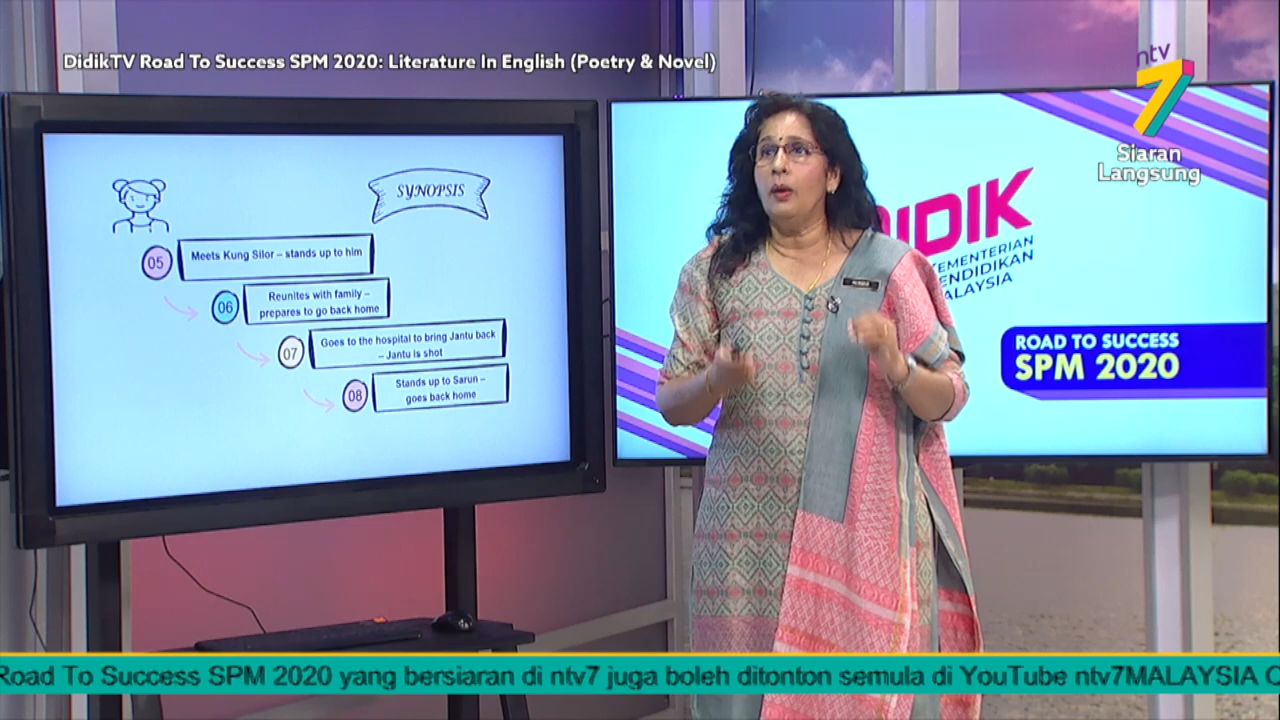 DidikTV Road To Success SPM 2020: Literature In English (Poetry & Novel)
ntv
7
Siaran
Langsung
SYNOPSIS
05
Meets Kung Silor – stands up to him
06
Reunites with family –
prepares to go back home
07
Goes to the hospital to bring Jantu back
– Jantu is shot
08
Stands up to Sarun –
goes back home
DIDIK
KEMENTERIAN
PENDIDIKAN
MALAYSIA
ROAD TO SUCCESS
SPM 2020
Road To Success SPM 2020 yang bersiaran di ntv7 juga boleh ditonton semula di YouTube ntv7MALAYSIA